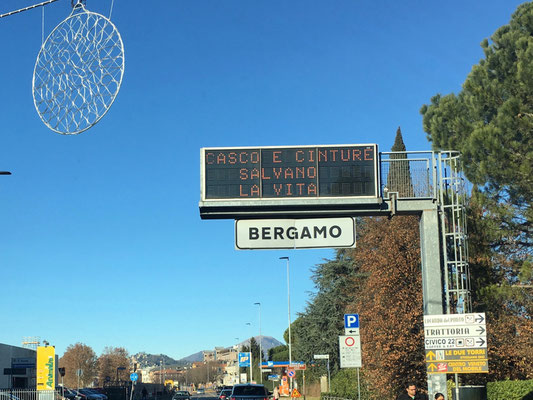 CASCO E CINTURE
SALVANO
LA VITA
BERGAMO
P
TRATTORIA
CIVICO 22
LE DUE TORRI